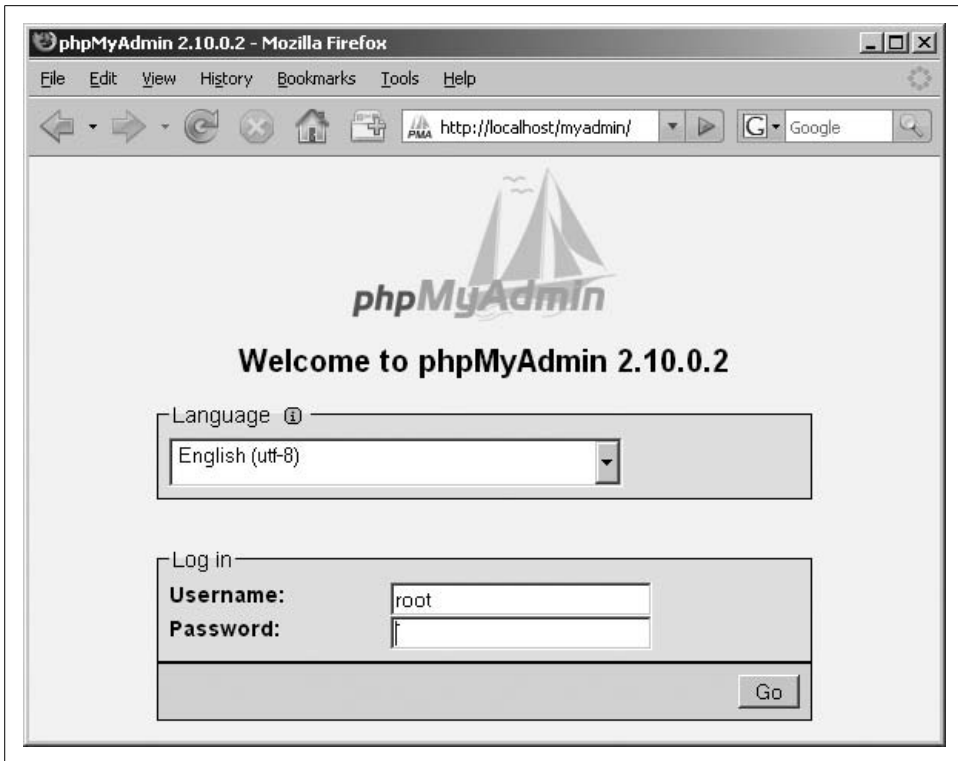 phpMyAdmin 2.10.0.2 - Mozilla Firefox
File Edit View History Bookmarks Tools Help
PMA http://localhost/myadmin/ G Google
phpMyAdmin
Welcome to phpMyAdmin 2.10.0.2
Language
English (utf-8)
Log in
Username: root
Password:
Go